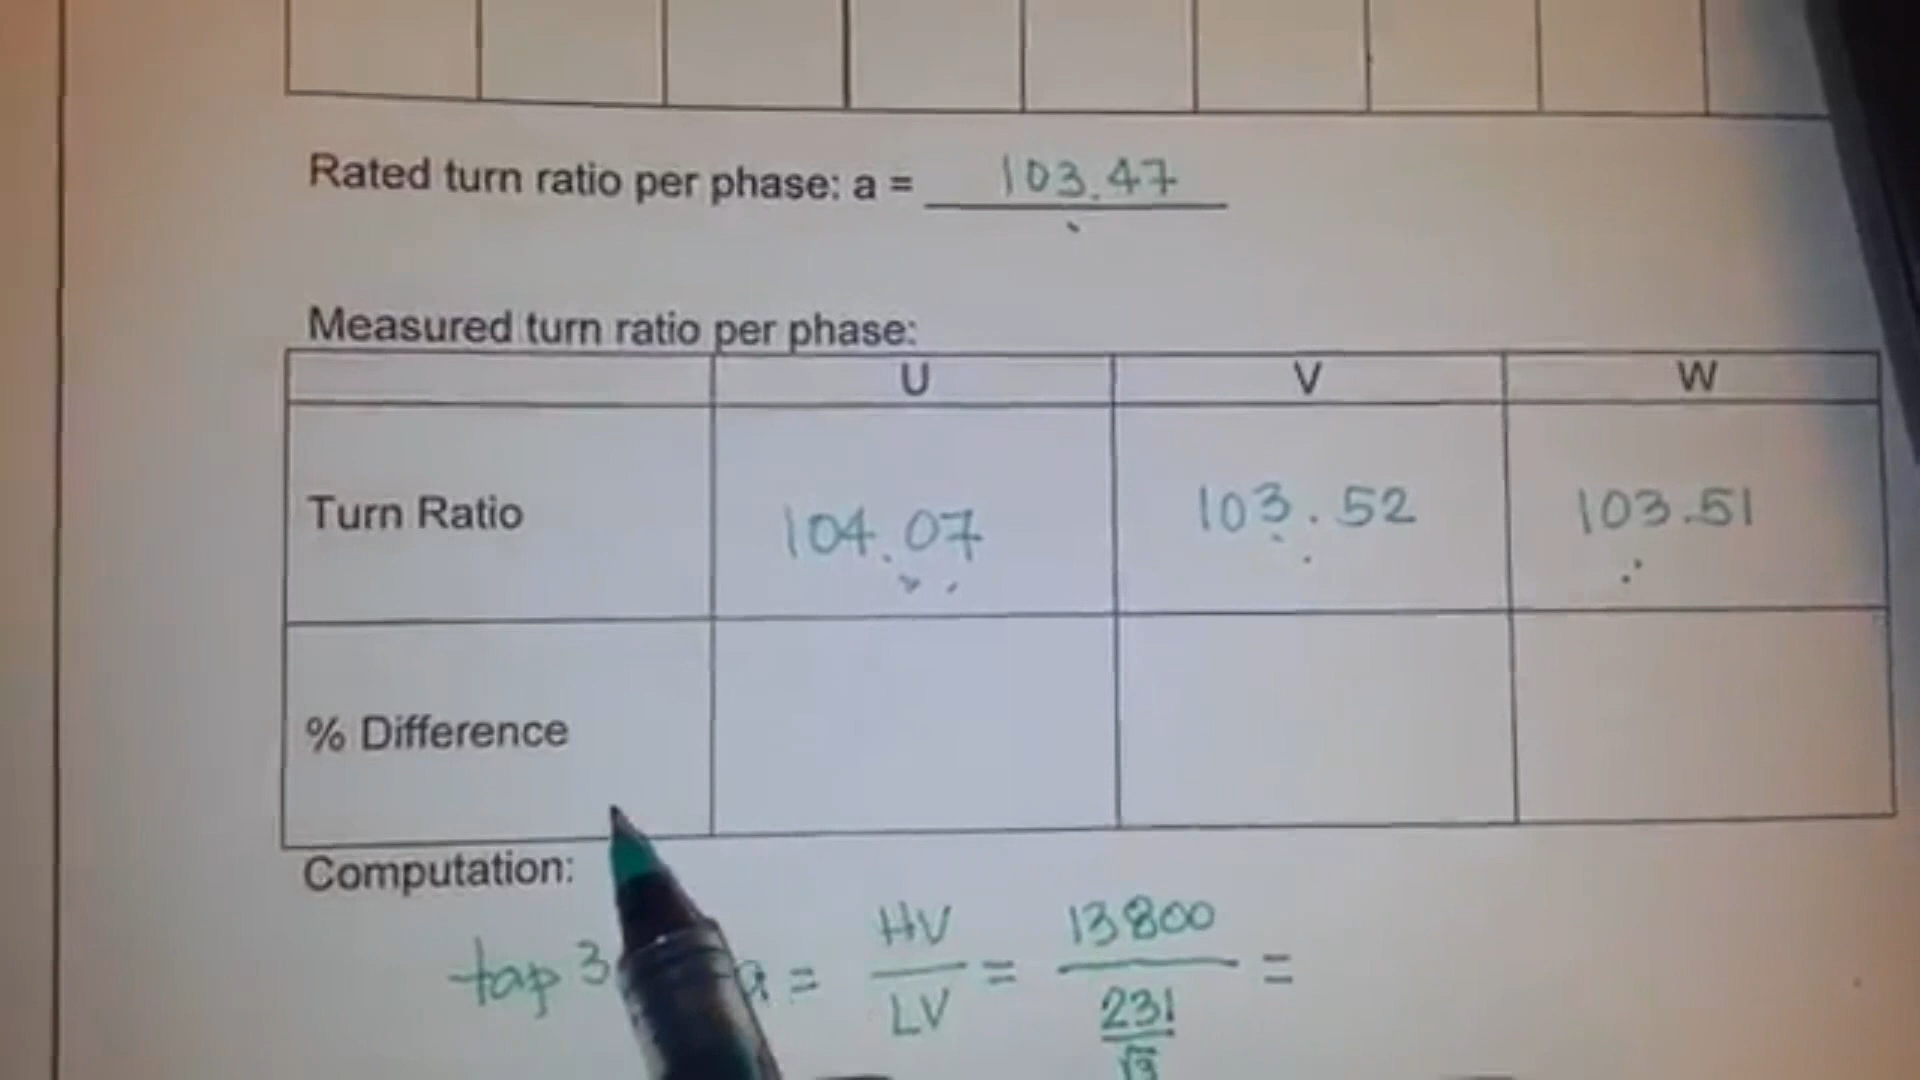 Rated turn ratio per phase: a = 103.47
Measured turn ratio per phase:
U V W
Turn Ratio 104.07 103.52 103.51
% Difference
Computation:
tap 3 a = HV / LV = 13800 / 231 / √3 =